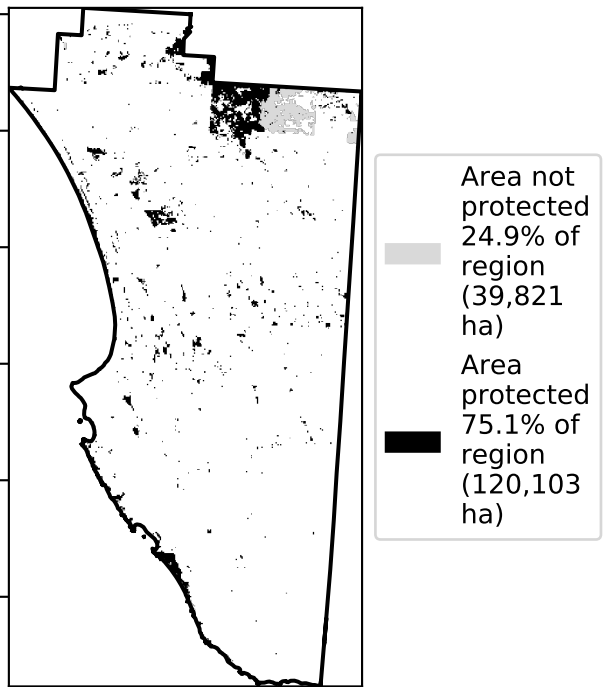 Area not
protected
24.9% of
region
(39,821
ha)
Area
protected
75.1% of
region
(120,103
ha)